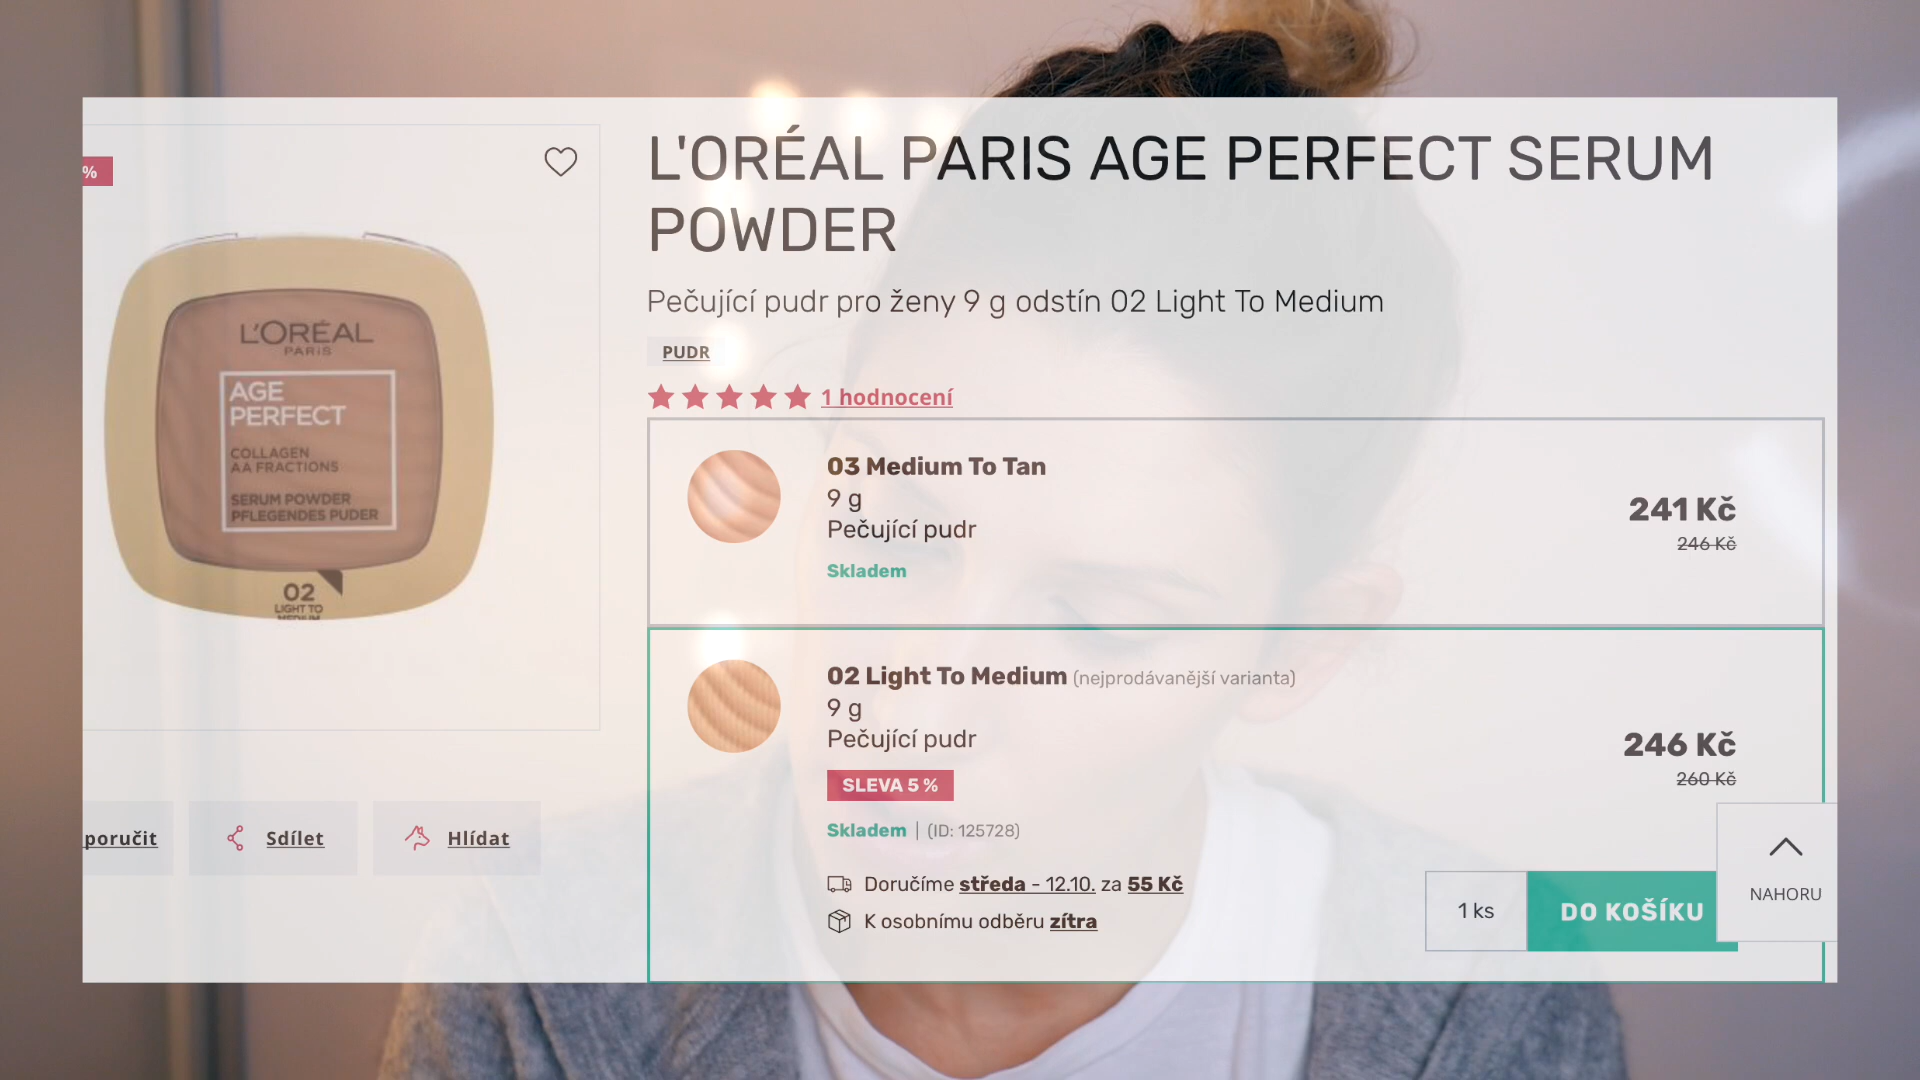 %
L'ORÉAL
PARIS
AGE
PERFECT
COLLAGEN
AA FRACTIONS
SERUM POWDER
PFLEGENDES PUDER
02
LIGHT TO
MEDIUM
poručit
Sdílet
Hlídat
L'ORÉAL PARIS AGE PERFECT SERUM
POWDER
Pečující pudr pro ženy 9 g odstín 02 Light To Medium
PUDR
1 hodnocení
03 Medium To Tan
9 g
Pečující pudr
Skladem
241 Kč
246 Kč
02 Light To Medium (nejprodávanější varianta)
9 g
Pečující pudr
SLEVA 5 %
Skladem | (ID: 125728)
246 Kč
260 Kč
Doručíme středa - 12.10. za 55 Kč
K osobnímu odběru zítra
1 ks
DO KOŠÍKU
NAHORU